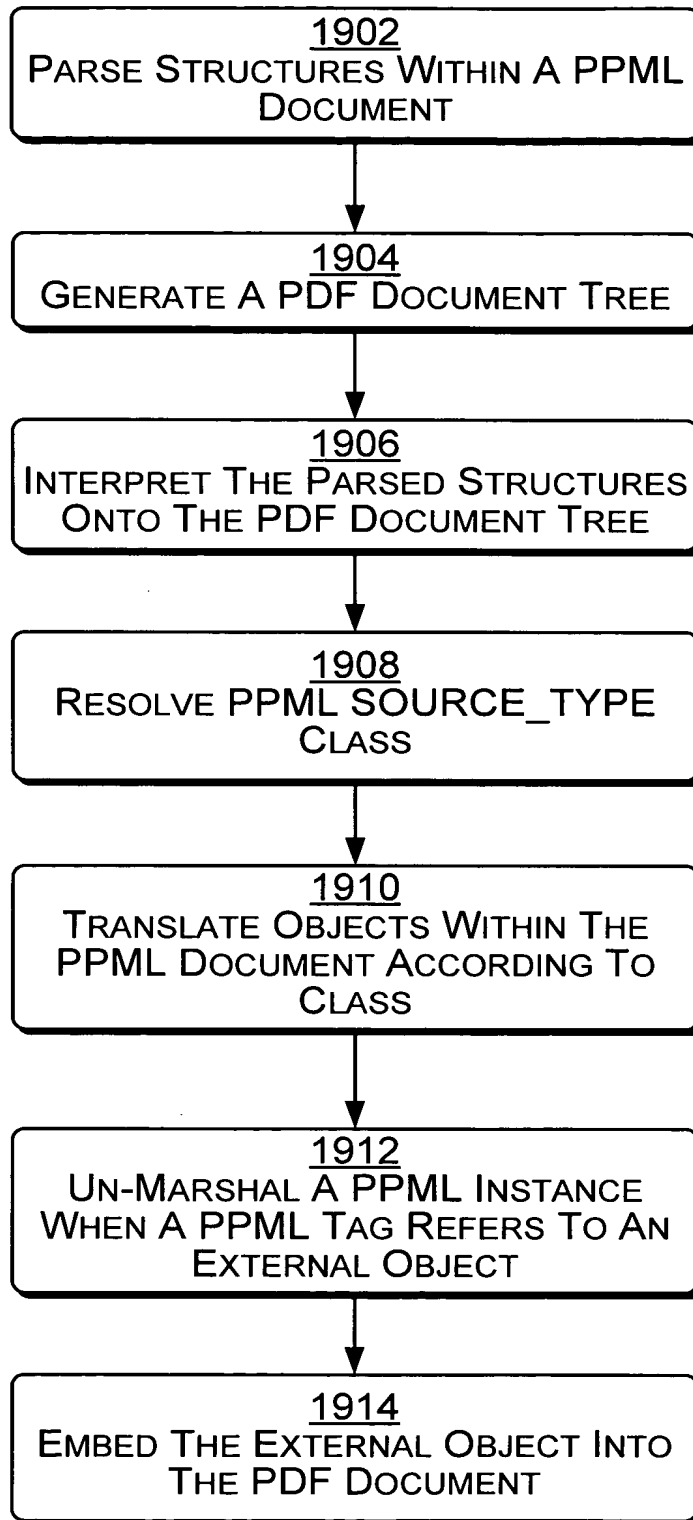 1902
PARSE STRUCTURES WITHIN A PPML
DOCUMENT
1904
GENERATE A PDF DOCUMENT TREE
1906
INTERPRET THE PARSED STRUCTURES
ONTO THE PDF DOCUMENT TREE
1908
RESOLVE PPML SOURCE_TYPE
CLASS
1910
TRANSLATE OBJECTS WITHIN THE
PPML DOCUMENT ACCORDING TO
CLASS
1912
UN-MARSHAL A PPML INSTANCE
WHEN A PPML TAG REFERS TO AN
EXTERNAL OBJECT
1914
EMBED THE EXTERNAL OBJECT INTO
THE PDF DOCUMENT